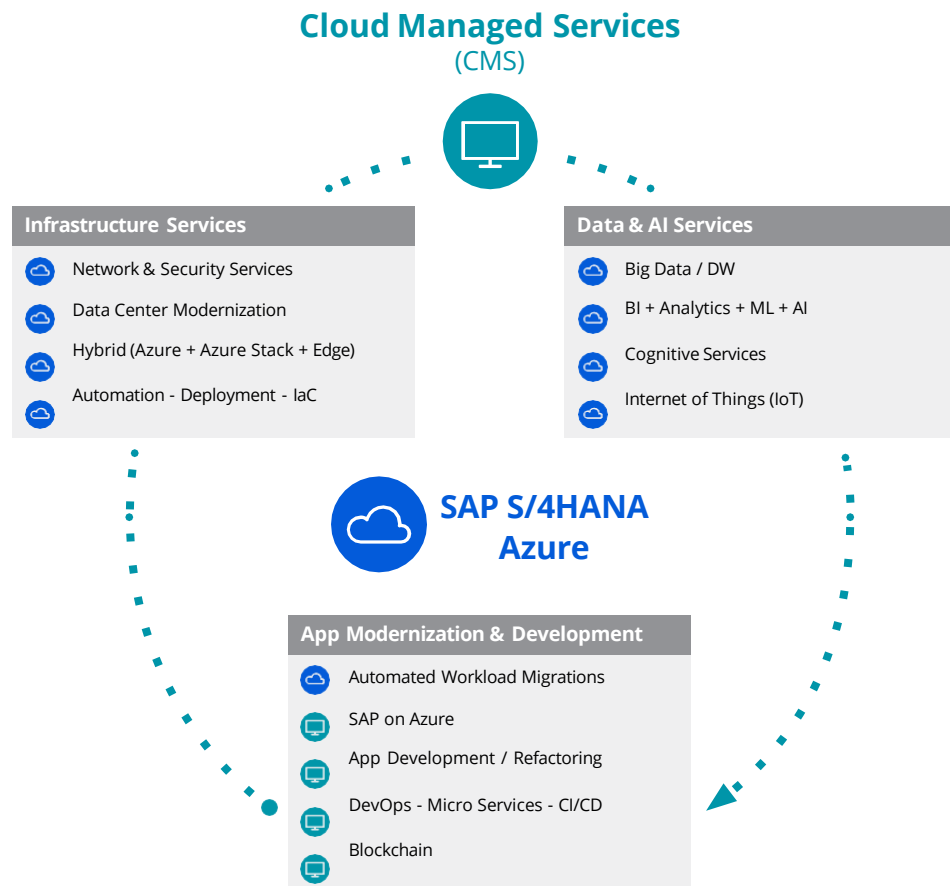 Cloud Managed Services
(CMS)
Infrastructure Services
Network & Security Services
Data Center Modernization
Hybrid (Azure + Azure Stack + Edge)
Automation - Deployment - IaC
Data & AI Services
Big Data / DW
BI + Analytics + ML + AI
Cognitive Services
Internet of Things (IoT)
SAP S/4HANA
Azure
App Modernization & Development
Automated Workload Migrations
SAP on Azure
App Development / Refactoring
DevOps - Micro Services - CI/CD
Blockchain